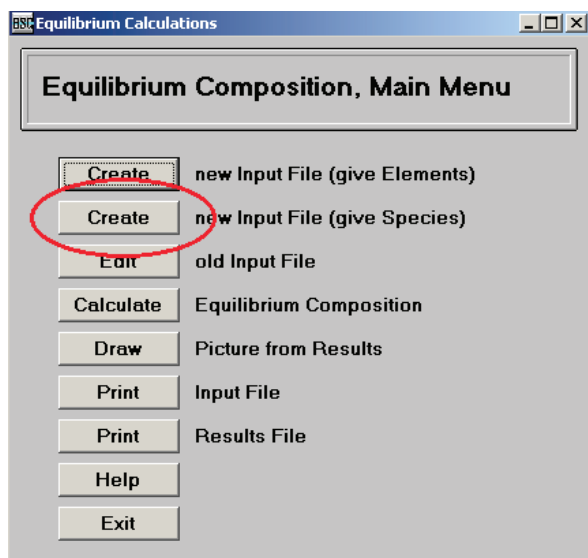 HSC Equilibrium Calculations
Equilibrium Composition, Main Menu
Create new Input File (give Elements)
Create new Input File (give Species)
Edit old Input File
Calculate Equilibrium Composition
Draw Picture from Results
Print Input File
Print Results File
Help
Exit